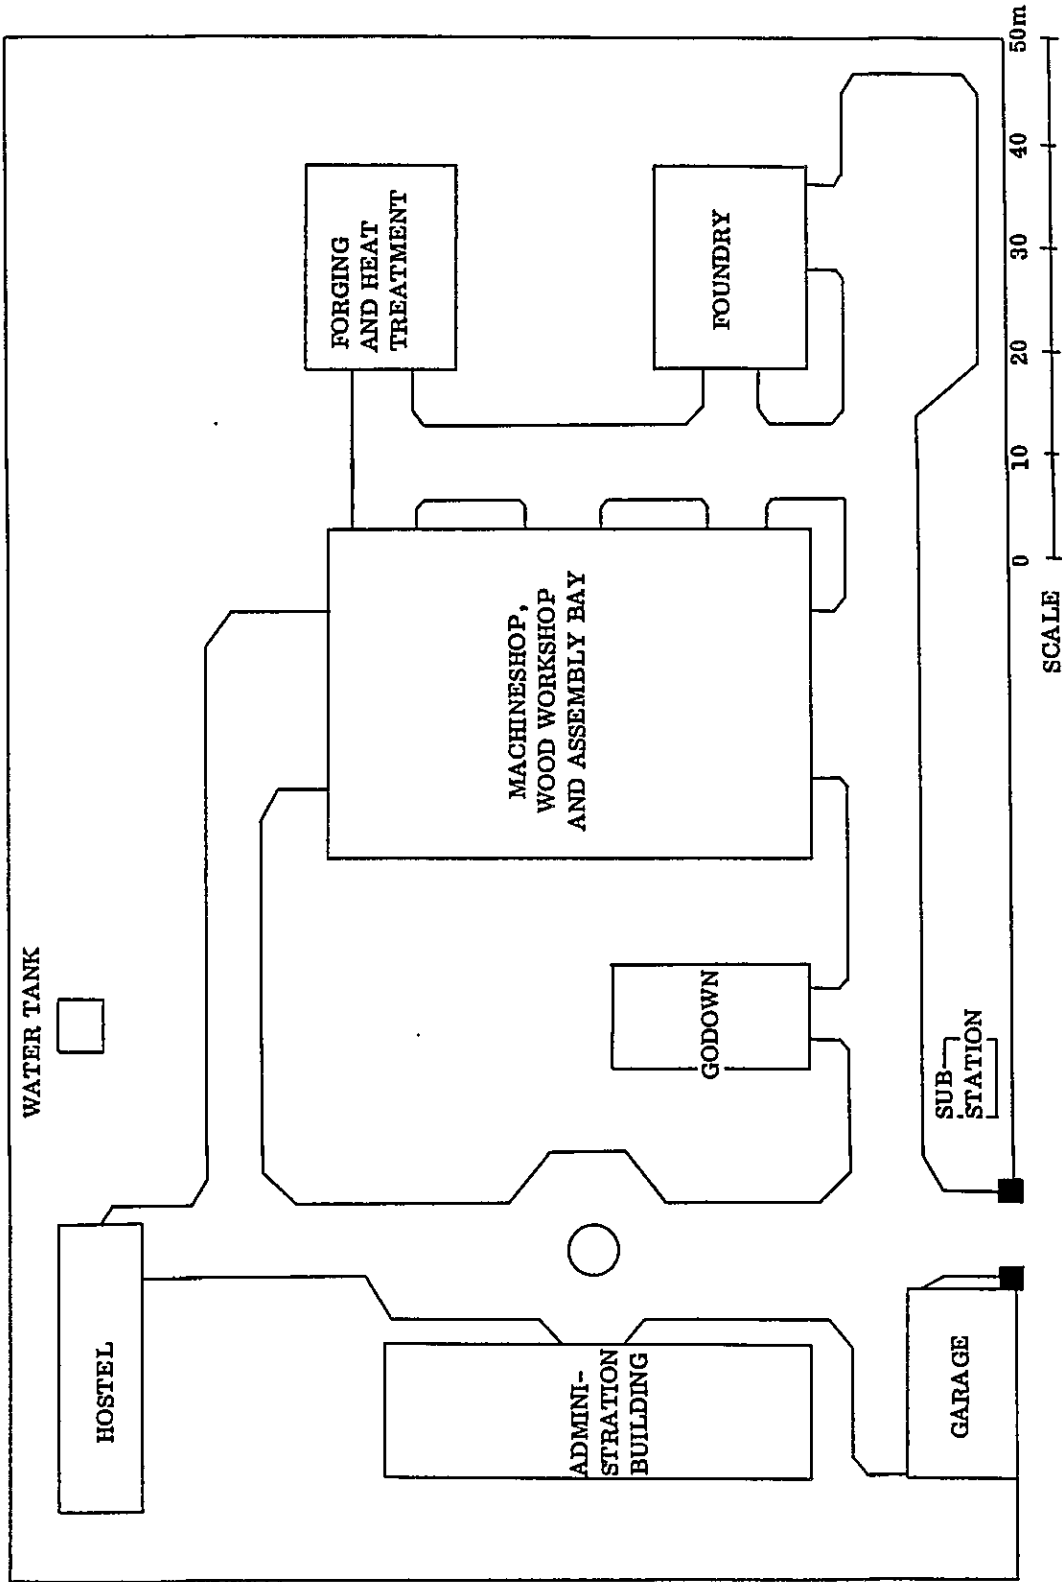 WATER TANK
HOSTEL
FORGING
AND HEAT
TREATMENT
MACHINESHOP,
WOOD WORKSHOP
AND ASSEMBLY BAY
ADMINI-
STRATION
BUILDING
GODOWN
FOUNDRY
GARAGE
SUB-
STATION
0 10 20 30 40 50m
SCALE